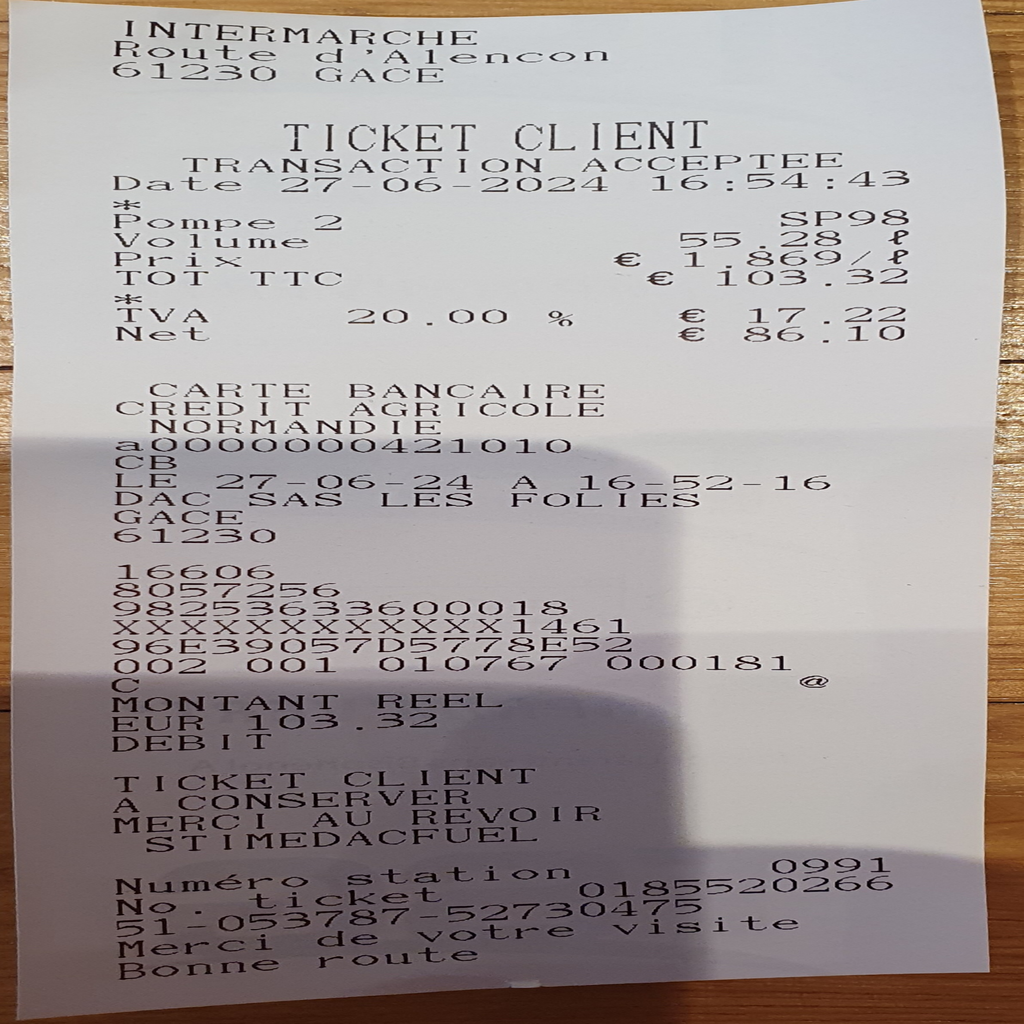 INTERMARCHE
Route d'Alencon
61230 GACE
TICKET CLIENT
TRANSACTION ACCEPTEE
Date 27-06-2024 16:54:43
*
Pompe 2 SP98
Volume 55.28 ℓ
Prix € 1.869/ℓ
TOT TTC € 103.32
*
TVA 20.00 % € 17.22
Net € 86.10
CARTE BANCAIRE
CREDIT AGRICOLE
NORMANDIE
a0000000421010
CB
LE 27-06-24 A 16-52-16
DAC SAS LES FOLIES
GACE
61230
16606
8057256
98253633600018
XXXXXXXXXXXX1461
96E39057D5778E52
002 001 010767 000181
C @
MONTANT REEL
EUR 103.32
DEBIT
TICKET CLIENT
A CONSERVER
MERCI AU REVOIR
STIMEDACFUEL
Numéro station 0991
No. ticket 0185520266
51-053787-52730475
Merci de votre visite
Bonne route